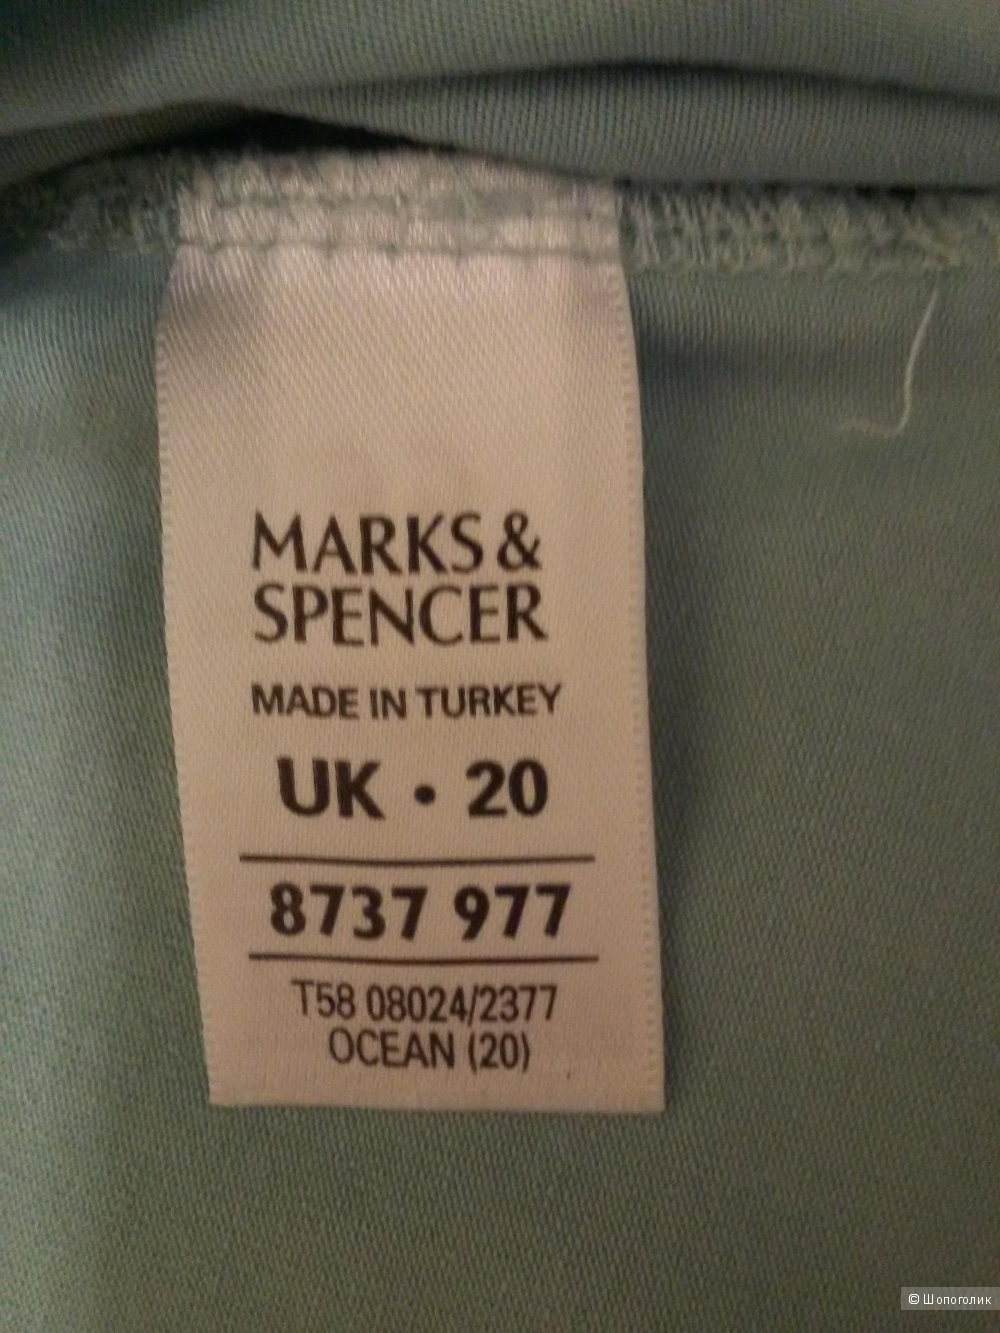 MARKS &
SPENCER
MADE IN TURKEY
UK • 20
8737 977
T58 08024/2377
OCEAN (20)
© Шопоголик